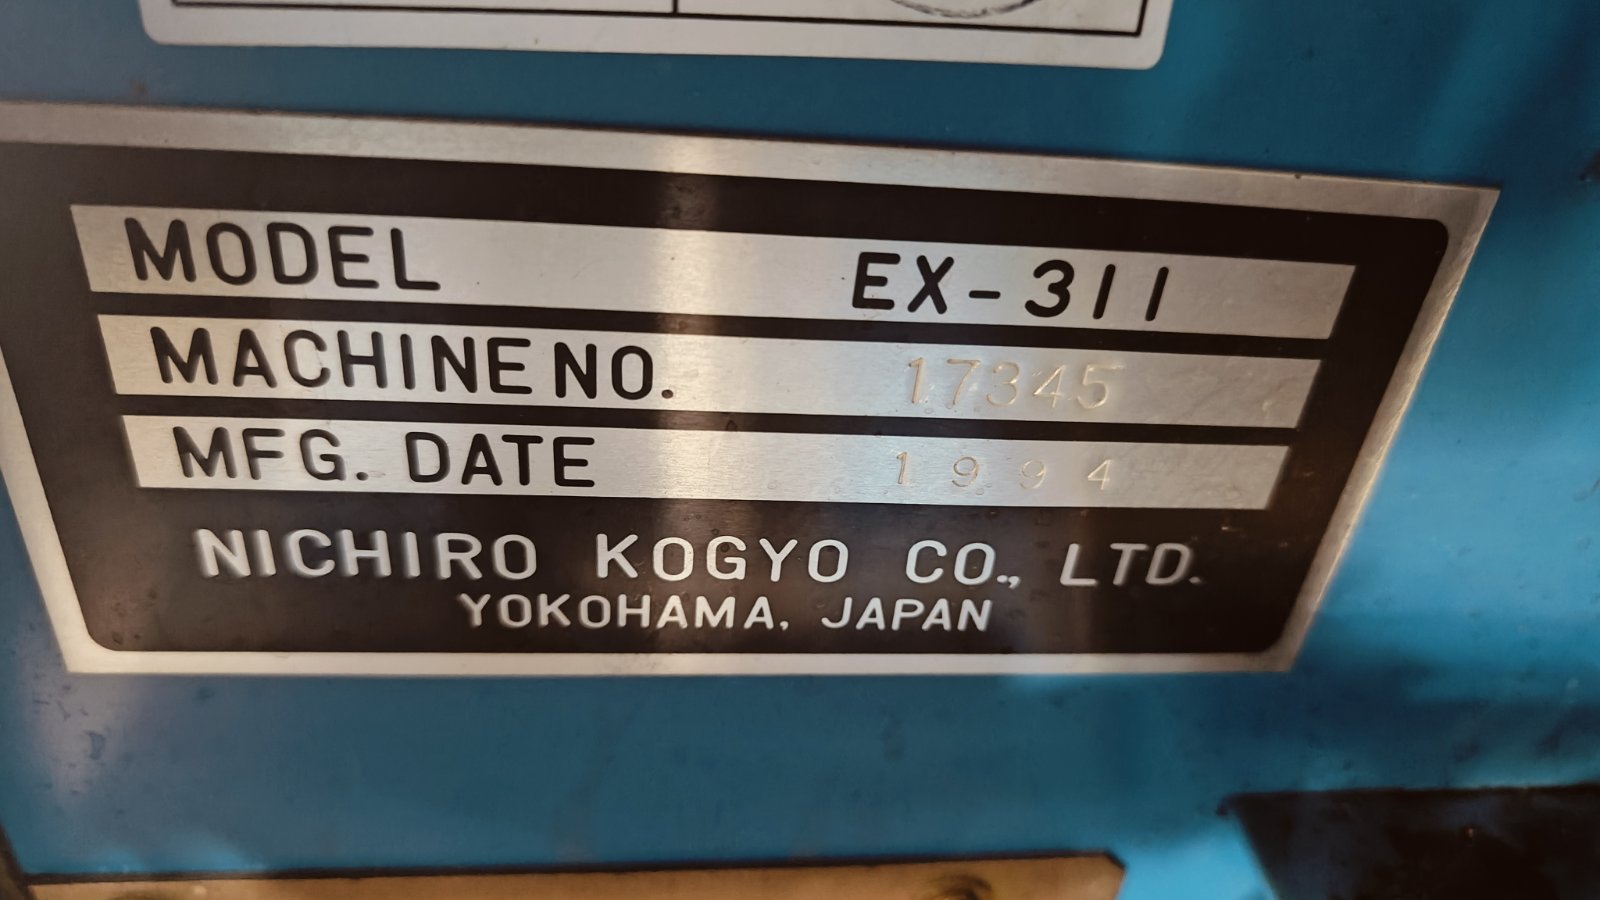 MODEL EX-311
MACHINE NO. 17345
MFG. DATE 1994
NICHIRO KOGYO CO., LTD.
YOKOHAMA, JAPAN